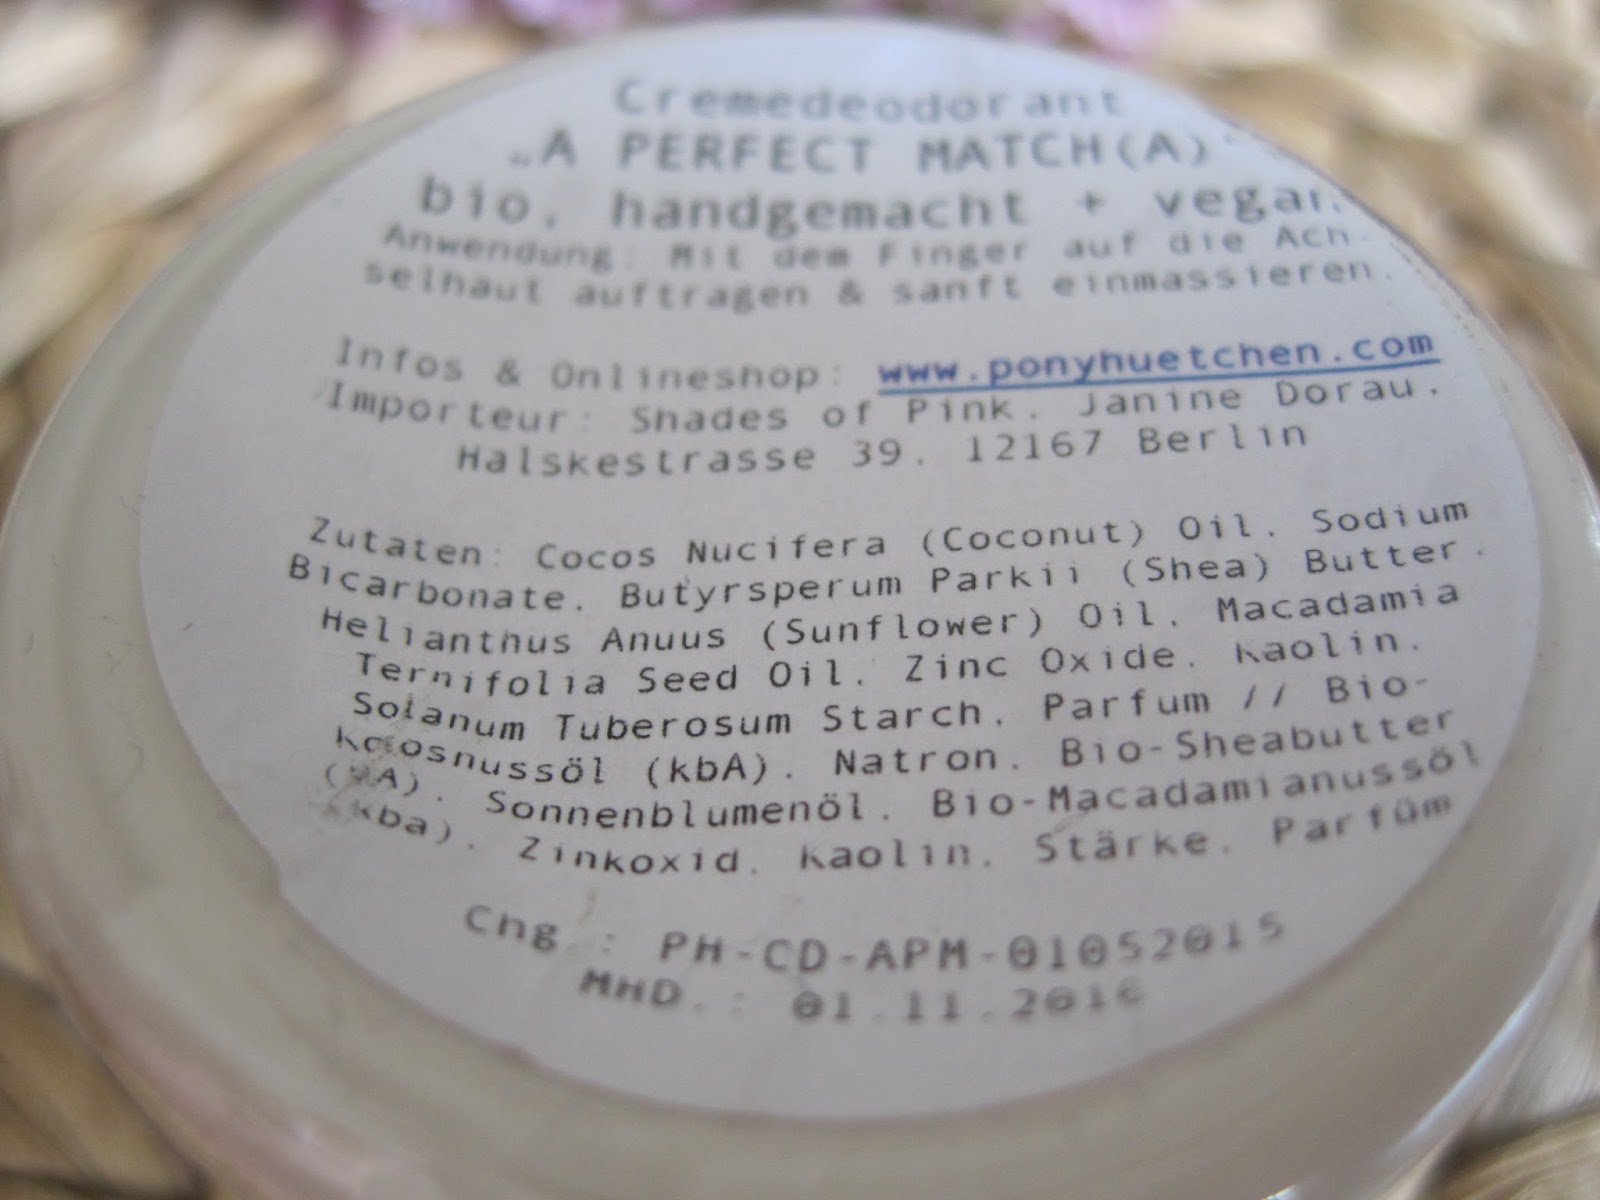 Cremedeodorant
„A PERFECT MATCH(A)“
bio, handgemacht + vegan.
Anwendung: Mit dem Finger auf die Ach-
selhaut auftragen & sanft einmassieren.
Infos & Onlineshop: www.ponyhuetchen.com
Importeur: Shades of Pink, Janine Dorau,
Halskestrasse 39, 12167 Berlin
Zutaten: Cocos Nucifera (Coconut) Oil, Sodium
Bicarbonate, Butyrsperum Parkii (Shea) Butter,
Helianthus Anuus (Sunflower) Oil, Macadamia
Ternifolia Seed Oil, Zinc Oxide, Kaolin,
Solanum Tuberosum Starch, Parfum // Bio-
Kokosnussöl (kbA), Natron, Bio-Sheabutter
Sonnenblumenöl, Bio-Macadamianussöl
(kba), Zinkoxid, Kaolin, Stärke, Parfüm
Chg.: PH-CD-APM-01052015
MHD.: 01.11.2016